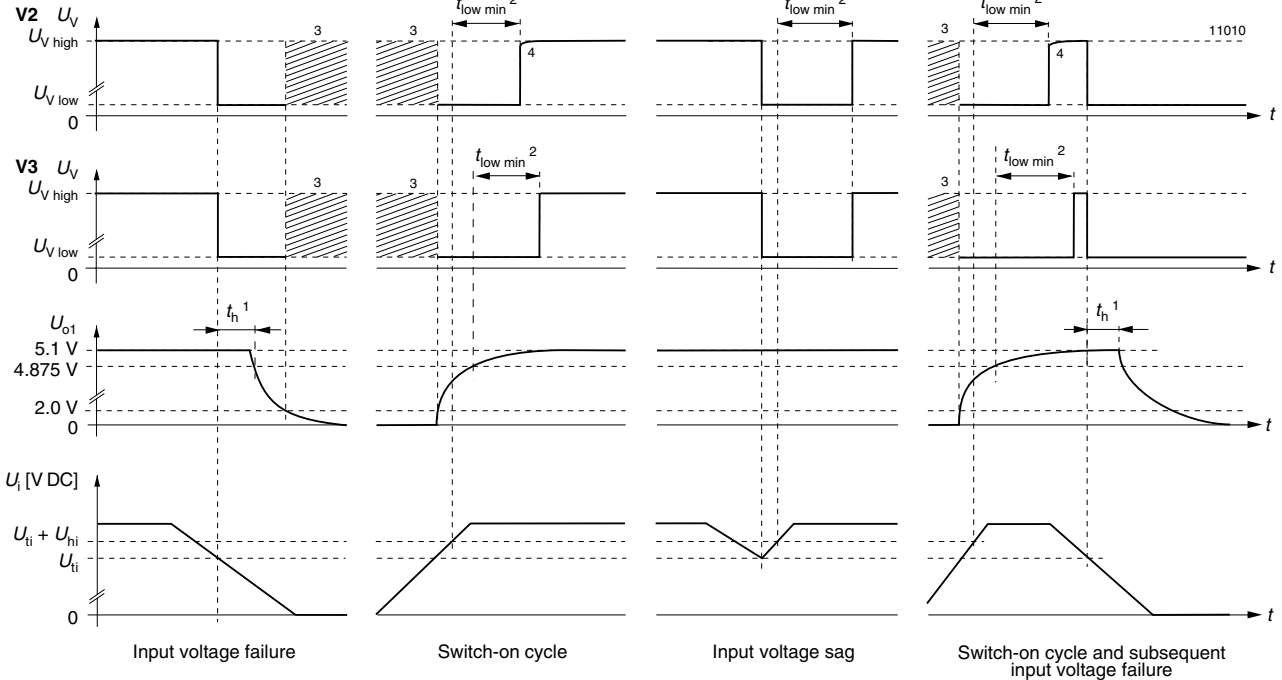 V2 U_V t_low min 2 t_low min 2 t_low min 2
U_V high 3 3 4 3 4 11010
U_V low
0 t
V3 U_V t_low min 2 t_low min 2
U_V high 3 3 3
U_V low
0 t
U_o1 t_h 1 t_h 1
5.1 V
4.875 V
2.0 V
0 t
U_i [V DC]
U_ti + U_hi
U_ti
0 t
Input voltage failure Switch-on cycle Input voltage sag Switch-on cycle and subsequent
input voltage failure